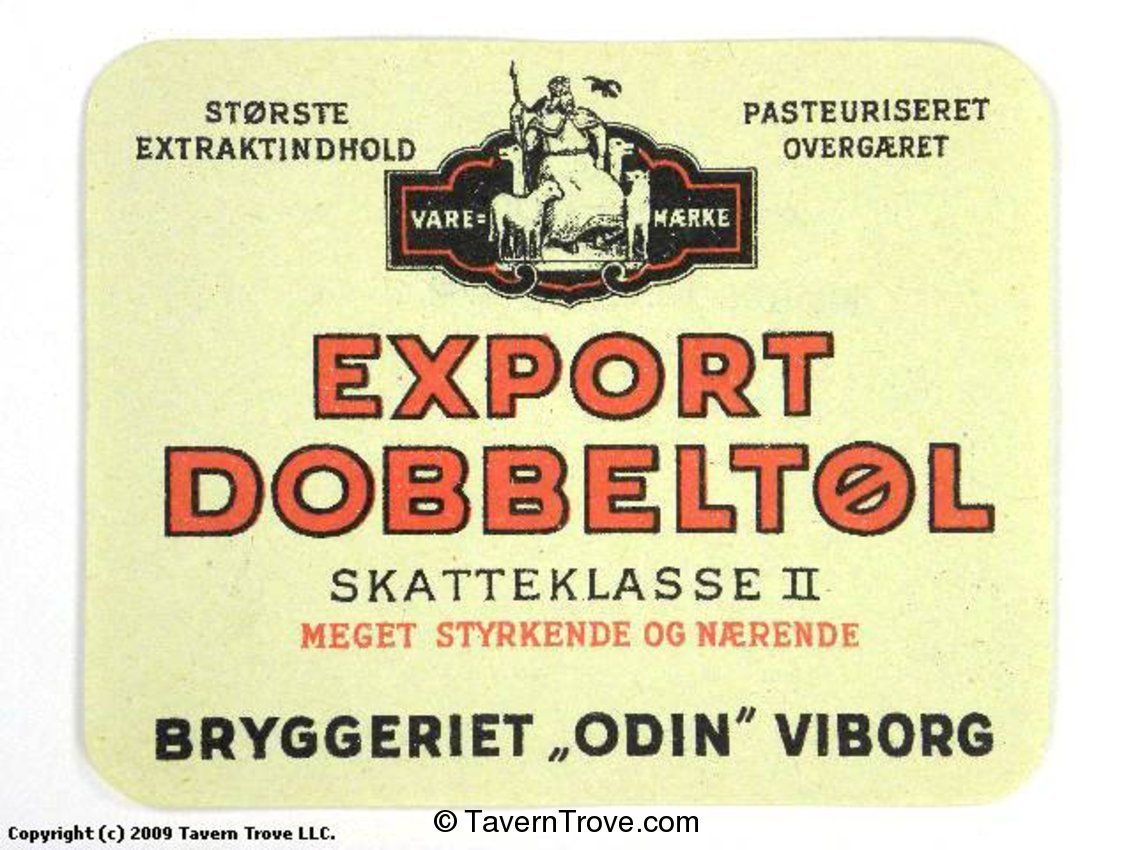 STØRSTE
EXTRAKTINDHOLD
PASTEURISERET
OVERGÆRET
VARE= MÆRKE
EXPORT
DOBBELTØL
SKATTEKLASSE II
MEGET STYRKENDE OG NÆRENDE
BRYGGERIET „ODIN” VIBORG
Copyright (c) 2009 Tavern Trove LLC.
© TavernTrove.com